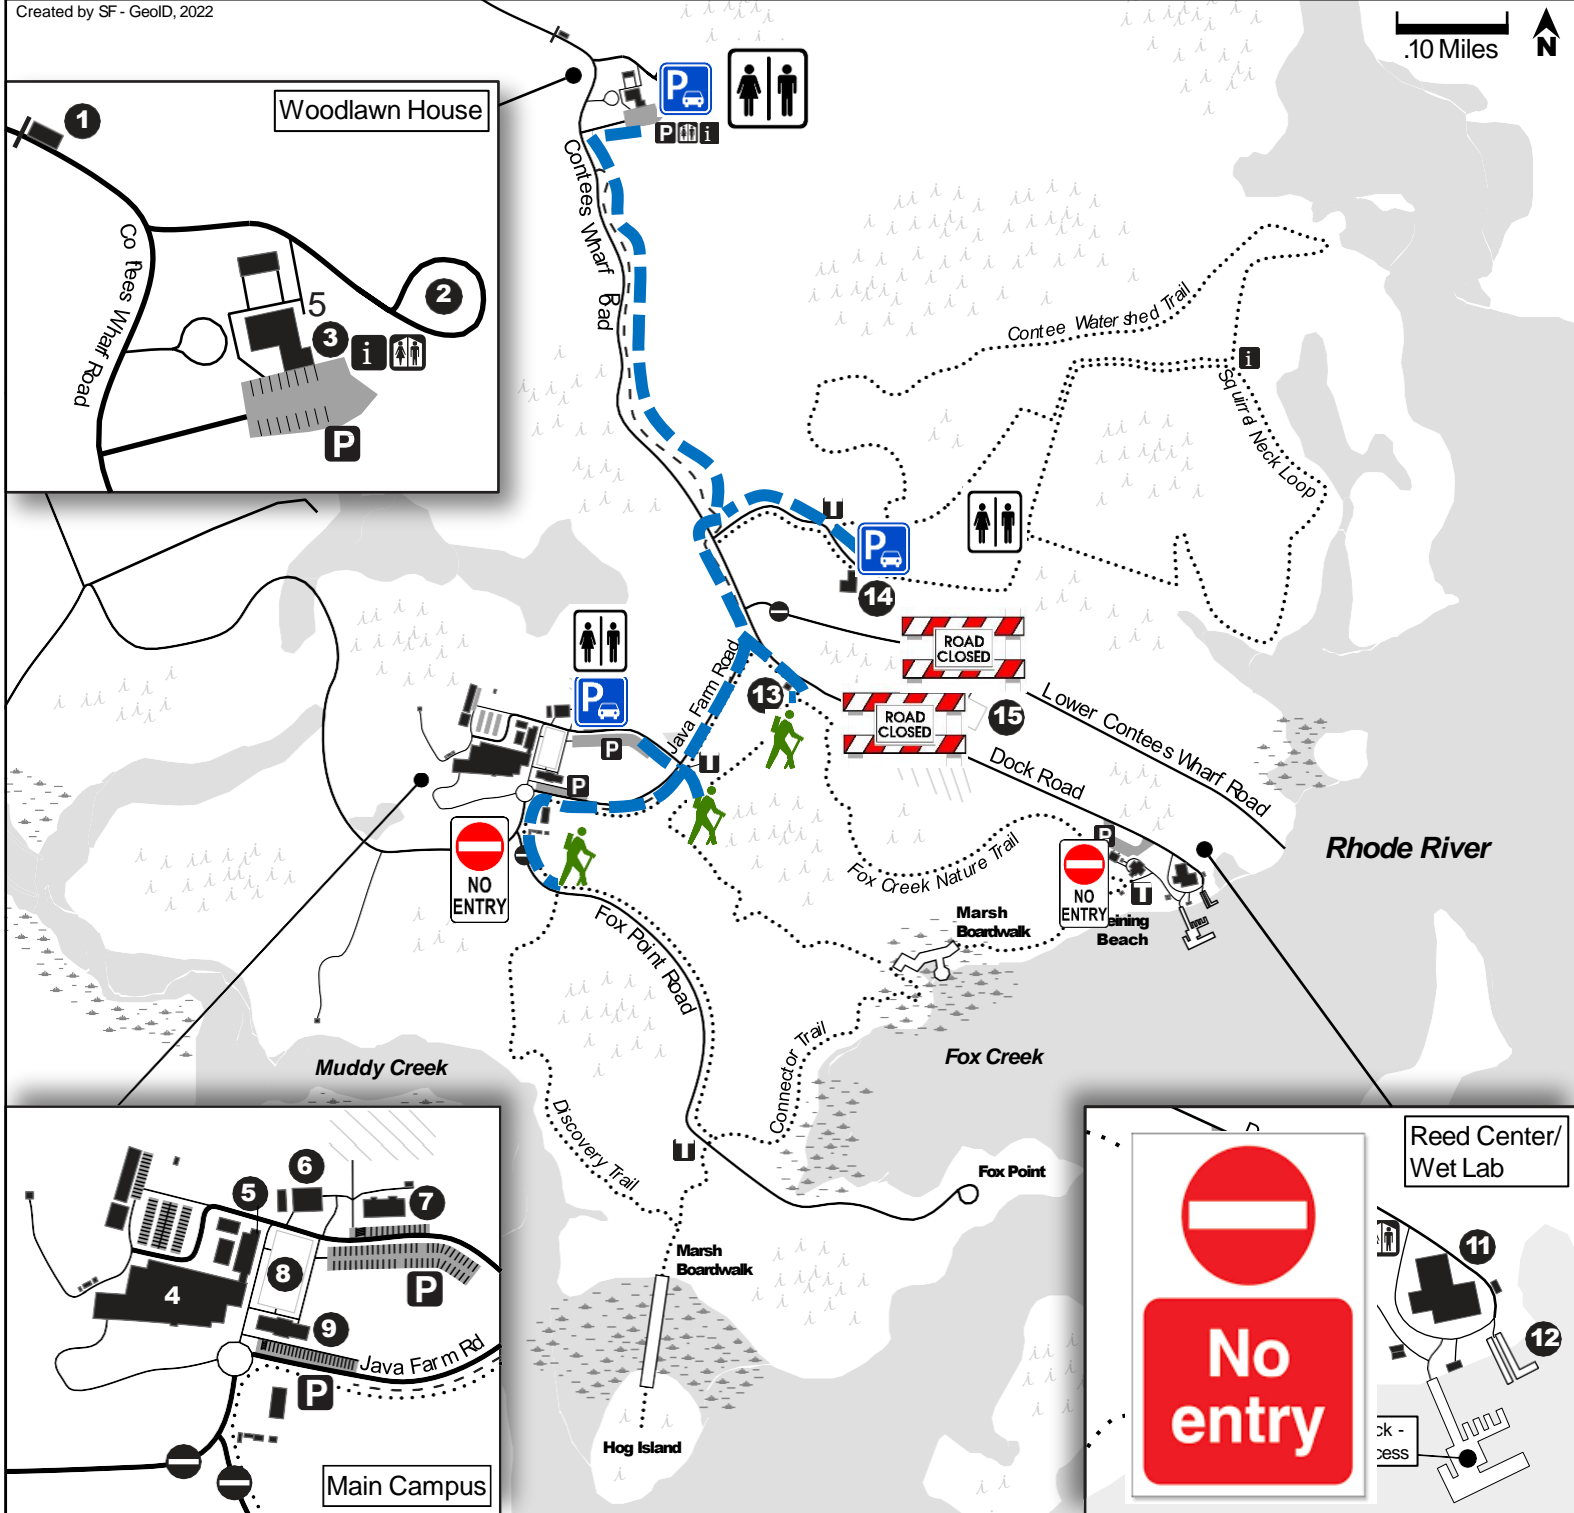 Created by SF - GeoID, 2022
.10 Miles
N
Woodlawn House
1
Contees Wharf Road
2
5
3
i
P
P
P i
Contees Wharf Road
Contee Watershed Trail
i
Squirrel Neck Loop
T
P
14
ROAD
CLOSED
ROAD
CLOSED
15
13
Java Farm Road
P
P
P
T
Lower Contees Wharf Road
Dock Road
Rhode River
NO
ENTRY
P
NO
ENTRY
T
Fox Creek Nature Trail
Marsh
Boardwalk
Beach
Fox Point Road
Muddy Creek
Fox Creek
Connector Trail
Discovery Trail
T
Fox Point
Marsh
Boardwalk
Hog Island
6
5
7
8
4
P
9
Java Farm Rd
P
Main Campus
Reed Center/
Wet Lab
11
12
No
entry